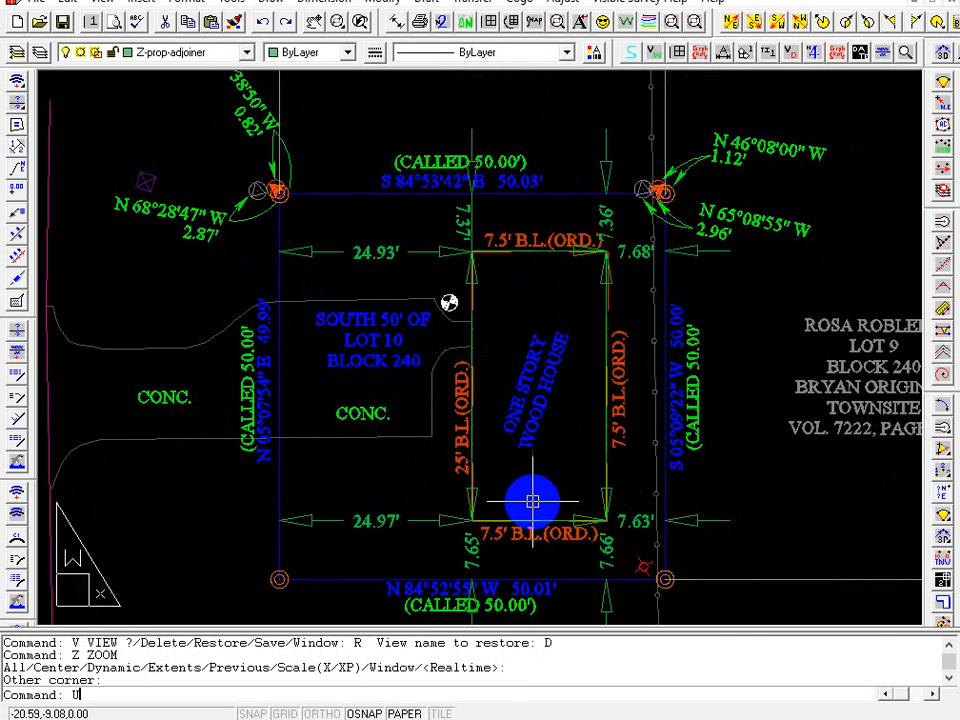 Z-prop-adjoiner
ByLayer
ByLayer
38'50" W
0.82'
(CALLED 50.00')
S 84°53'42" E 50.03'
N 46°08'00" W
1.12'
N 68°28'47" W
2.87'
N 65°08'55" W
2.96'
7.37'
7.36'
24.93'
7.5' B.L.(ORD.)
7.68'
SOUTH 50' OF
LOT 10
BLOCK 240
(CALLED 50.00')
N 05°07'54" E 49.99'
CONC.
CONC.
25' B.L.(ORD.)
ONE STORY
WOOD HOUSE
7.5' B.L.(ORD.)
S 05°09'22" W 50.00'
(CALLED 50.00')
ROSA ROBLE
LOT 9
BLOCK 240
BRYAN ORIGIN
TOWNSITE
VOL. 7222, PAGE
24.97'
7.63'
7.5' B.L.(ORD.)
7.65'
7.66'
N 84°52'55" W 50.01'
(CALLED 50.00')
W
X
Command: V VIEW ?/Delete/Restore/Save/Window: R View name to restore: D
Command: Z ZOOM
All/Center/Dynamic/Extents/Previous/Scale(X/XP)/Window/<Realtime>:
Other corner:
Command: U
-20.59,-9.08,0.00
SNAP GRID ORTHO OSNAP PAPER TILE